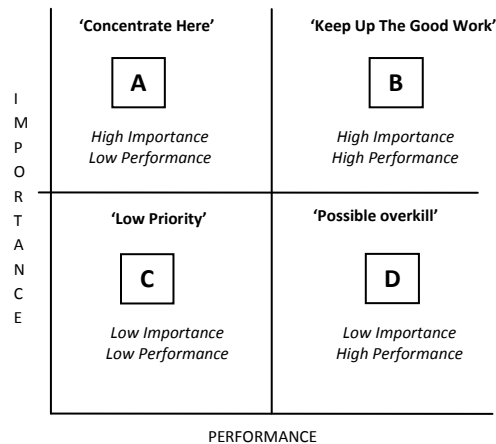 ‘Concentrate Here’
‘Keep Up The Good Work’
A
B
High Importance
Low Performance
High Importance
High Performance
I
M
P
O
R
T
A
N
C
E
‘Low Priority’
‘Possible overkill’
C
D
Low Importance
Low Performance
Low Importance
High Performance
PERFORMANCE